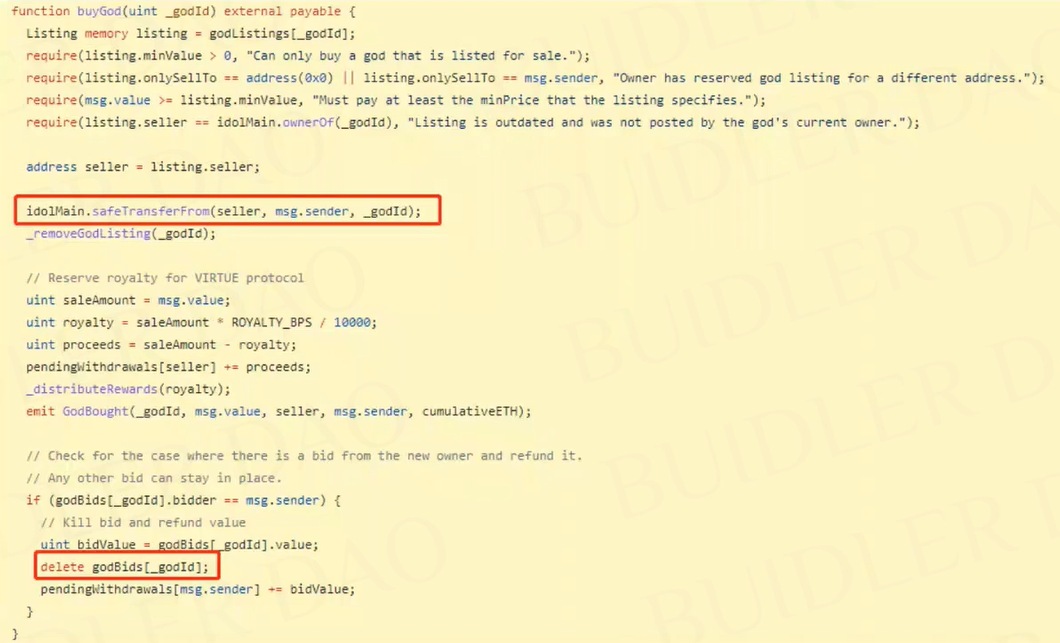 function buyGod(uint _godId) external payable {
Listing memory listing = godListings[_godId];
require(listing.minValue > 0, "Can only buy a god that is listed for sale.");
require(listing.onlySellTo == address(0x0) || listing.onlySellTo == msg.sender, "Owner has reserved god listing for a different address.");
require(msg.value >= listing.minValue, "Must pay at least the minPrice that the listing specifies.");
require(listing.seller == idolMain.ownerOf(_godId), "Listing is outdated and was not posted by the god's current owner.");
address seller = listing.seller;
idolMain.safeTransferFrom(seller, msg.sender, _godId);
_removeGodListing(_godId);
// Reserve royalty for VIRTUE protocol
uint saleAmount = msg.value;
uint royalty = saleAmount * ROYALTY_BPS / 10000;
uint proceeds = saleAmount - royalty;
pendingWithdrawals[seller] += proceeds;
_distributeRewards(royalty);
emit GodBought(_godId, msg.value, seller, msg.sender, cumulativeETH);
// Check for the case where there is a bid from the new owner and refund it.
// Any other bid can stay in place.
if (godBids[_godId].bidder == msg.sender) {
// Kill bid and refund value
uint bidValue = godBids[_godId].value;
delete godBids[_godId];
pendingWithdrawals[msg.sender] += bidValue;
}
}
BUIDLER DAO